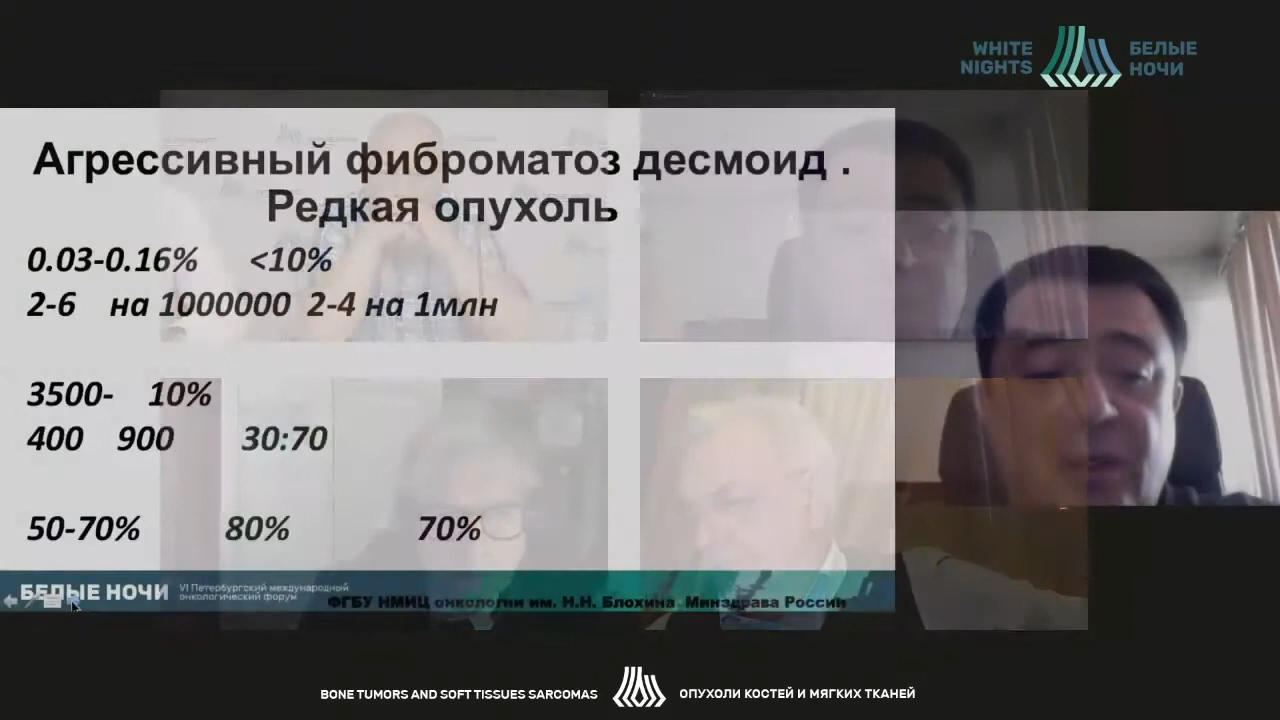 WHITE
NIGHTS
БЕЛЫЕ
НОЧИ
Агрессивный фиброматоз десмоид .
Редкая опухоль
0.03-0.16% <10%
2-6 на 1000000 2-4 на 1млн
3500- 10%
400 900 30:70
50-70% 80% 70%
БЕЛЫЕ НОЧИ
VI Петербургский международный
онкологический форум
ФГБУ НМИЦ онкологии им. Н.Н. Блохина Минздрава России
BONE TUMORS AND SOFT TISSUES SARCOMAS
ОПУХОЛИ КОСТЕЙ И МЯГКИХ ТКАНЕЙ